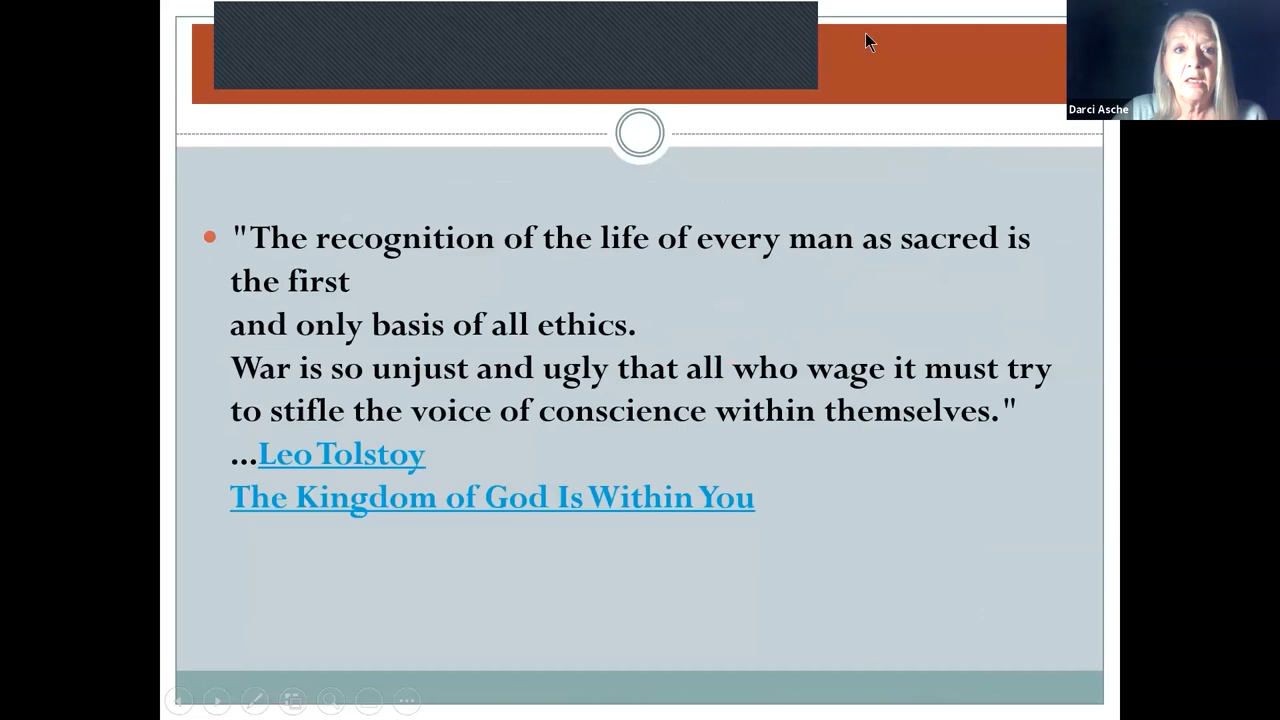 Darci Asche
"The recognition of the life of every man as sacred is
the first
and only basis of all ethics.
War is so unjust and ugly that all who wage it must try
to stifle the voice of conscience within themselves."
...Leo Tolstoy
The Kingdom of God Is Within You